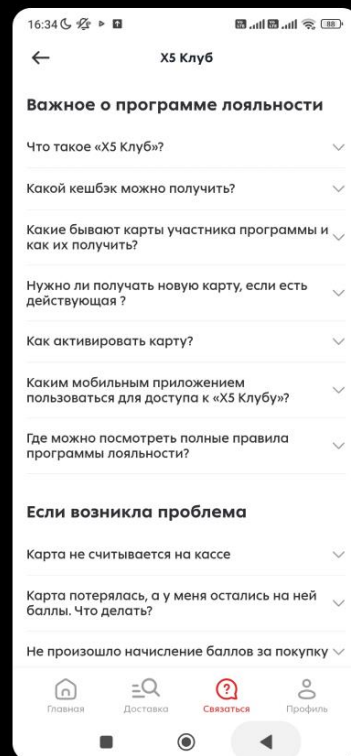 16:34
88
X5 Клуб
Важное о программе лояльности
Что такое «X5 Клуб»?
Какой кешбэк можно получить?
Какие бывают карты участника программы и
как их получить?
Нужно ли получать новую карту, если есть
действующая ?
Как активировать карту?
Каким мобильным приложением
пользоваться для доступа к «X5 Клубу»?
Где можно посмотреть полные правила
программы лояльности?
Если возникла проблема
Карта не считывается на кассе
Карта потерялась, а у меня остались на ней
баллы. Что делать?
Не произошло начисление баллов за покупку
Главная Доставка Связаться Профиль